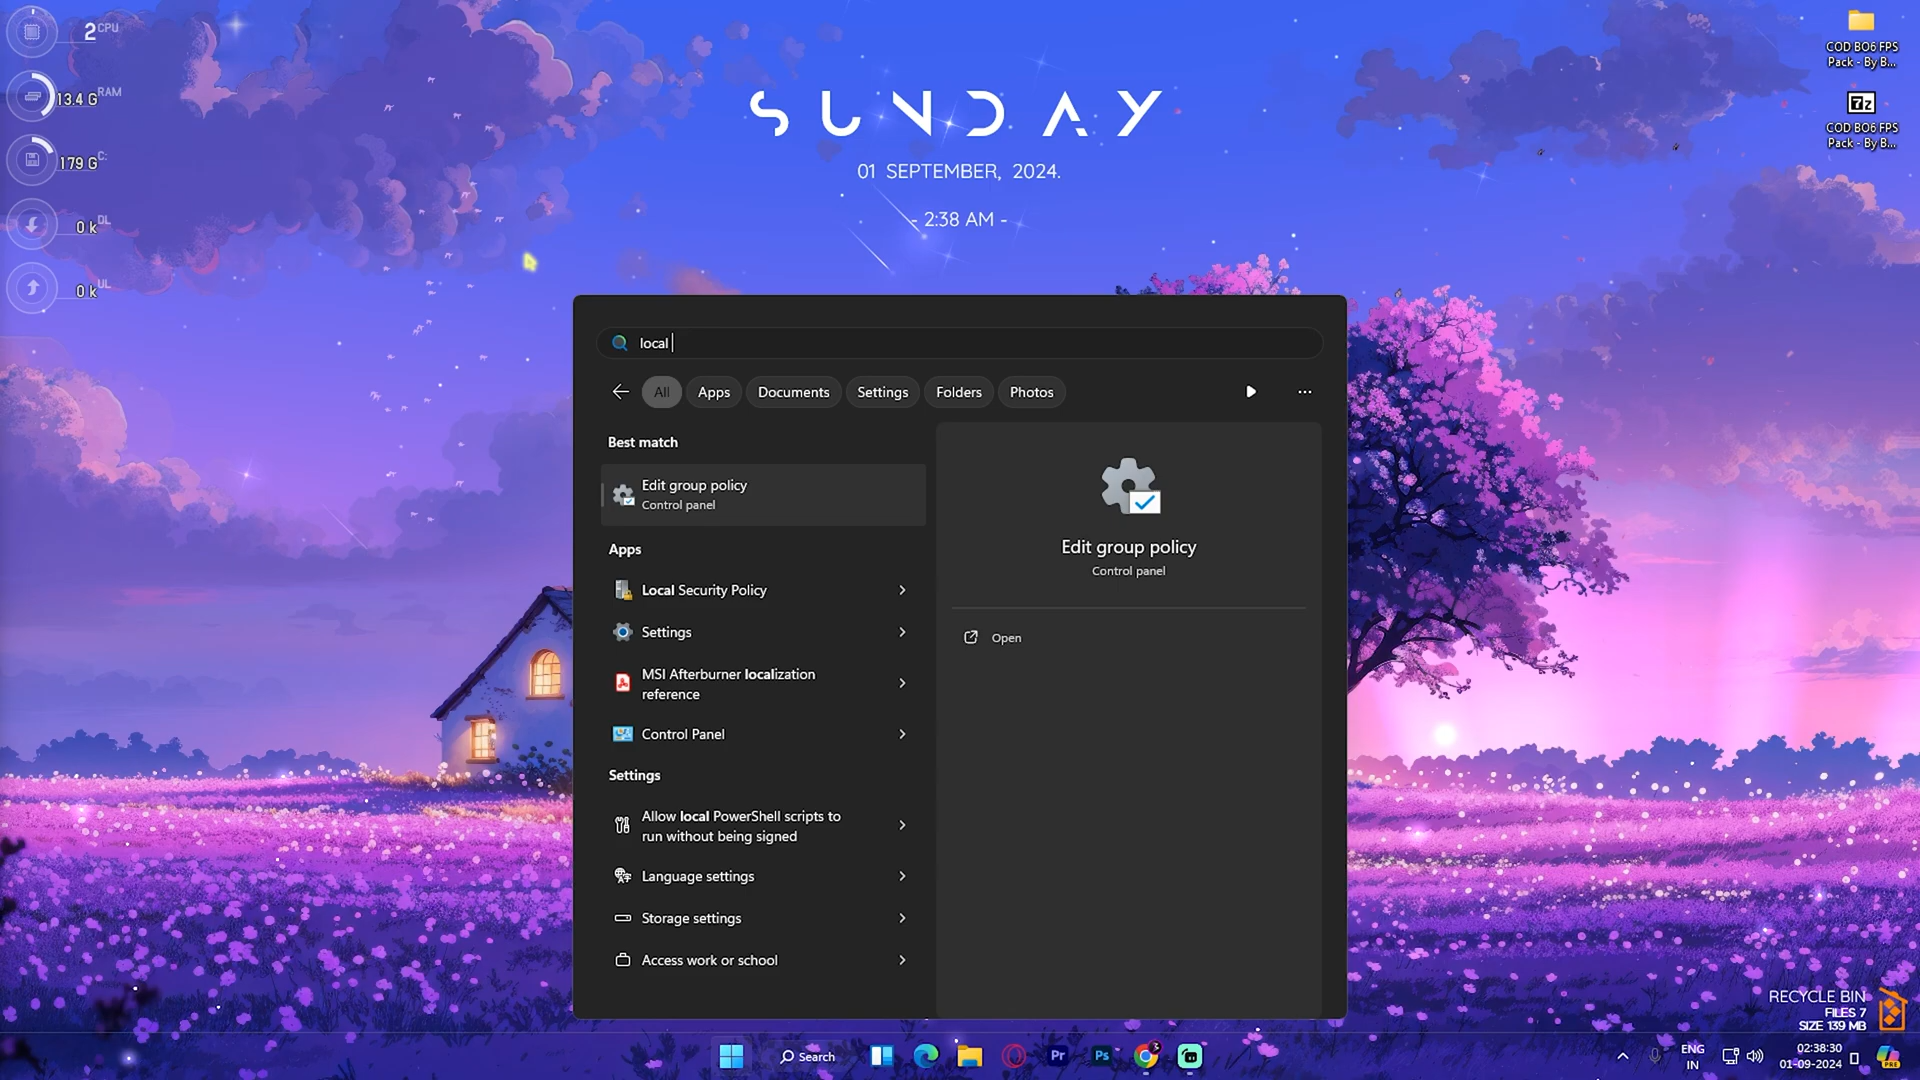 2 CPU
13.4 G RAM
179 G C:
0 k DL
0 k UL
SUNDAY
01 SEPTEMBER, 2024.
- 2:38 AM -
COD BO6 FPS
Pack - By B...
7z
COD BO6 FPS
Pack - By B...
local
All
Apps
Documents
Settings
Folders
Photos
Best match
Edit group policy
Control panel
Apps
Local Security Policy
Settings
MSI Afterburner localization
reference
Control Panel
Settings
Allow local PowerShell scripts to
run without being signed
Language settings
Storage settings
Access work or school
Edit group policy
Control panel
Open
RECYCLE BIN
FILES 7
SIZE 139 MB
Search
Pr
Ps
3
ENG
IN
02:38:30
01-09-2024
PRE